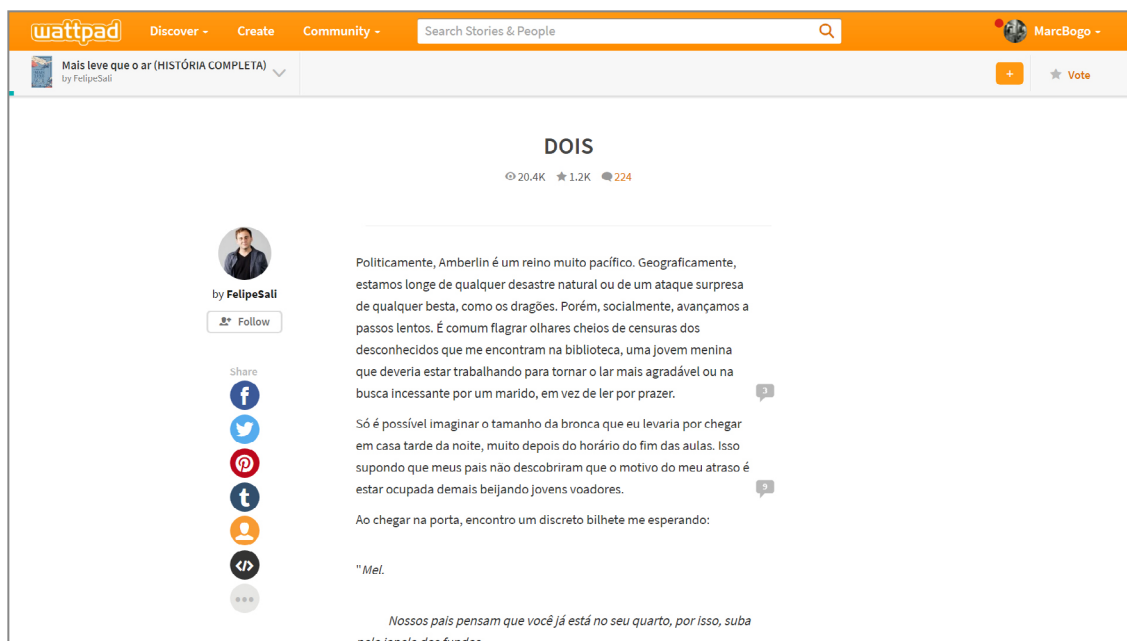 wattpad
Discover
Create
Community
Search Stories & People
MarcBogo
Mais leve que o ar (HISTÓRIA COMPLETA)
by FelipeSali
+
Vote
DOIS
20.4K 1.2K 224
by FelipeSali
Follow
Share
Politicamente, Amberlin é um reino muito pacífico. Geograficamente,
estamos longe de qualquer desastre natural ou de um ataque surpresa
de qualquer besta, como os dragões. Porém, socialmente, avançamos a
passos lentos. É comum flagrar olhares cheios de censuras dos
desconhecidos que me encontram na biblioteca, uma jovem menina
que deveria estar trabalhando para tornar o lar mais agradável ou na
busca incessante por um marido, em vez de ler por prazer.
3
Só é possível imaginar o tamanho da bronca que eu levaria por chegar
em casa tarde da noite, muito depois do horário do fim das aulas. Isso
supondo que meus pais não descobriram que o motivo do meu atraso é
estar ocupada demais beijando jovens voadores.
9
Ao chegar na porta, encontro um discreto bilhete me esperando:
"Mel.
Nossos pais pensam que você já está no seu quarto, por isso, suba
pela janela dos fundos